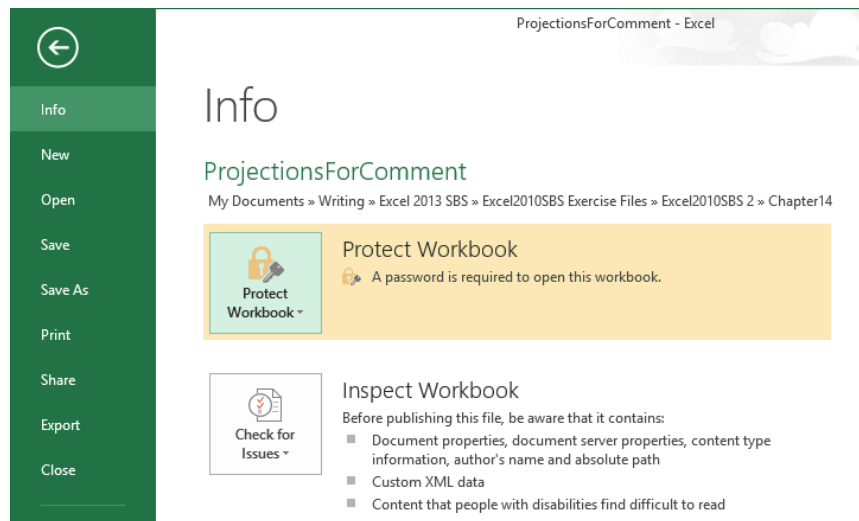 ProjectionsForComment - Excel
Info
New
Open
Save
Save As
Print
Share
Export
Close
Info
ProjectionsForComment
My Documents » Writing » Excel 2013 SBS » Excel2010SBS Exercise Files » Excel2010SBS 2 » Chapter14
Protect
Workbook
Protect Workbook
A password is required to open this workbook.
Check for
Issues
Inspect Workbook
Before publishing this file, be aware that it contains:
Document properties, document server properties, content type
information, author's name and absolute path
Custom XML data
Content that people with disabilities find difficult to read